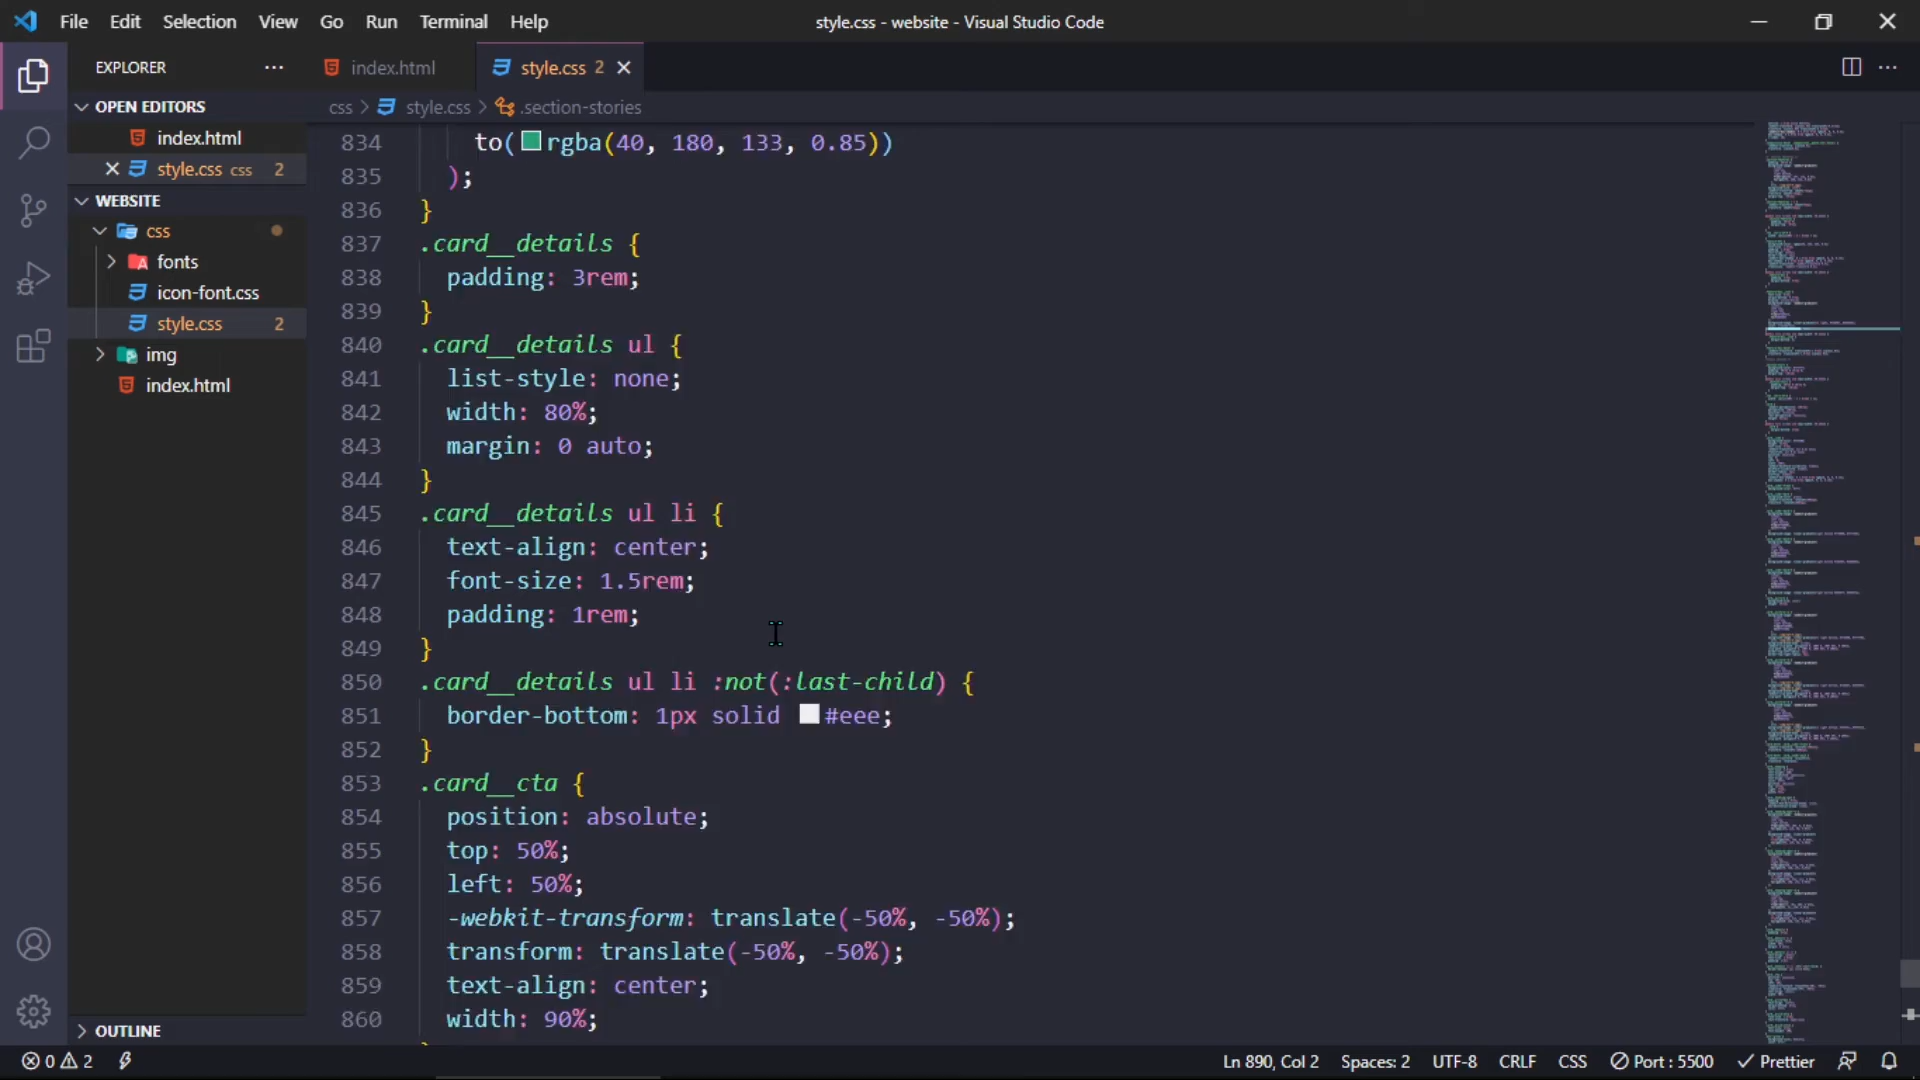 File Edit Selection View Go Run Terminal Help
style.css - website - Visual Studio Code
EXPLORER
index.html
style.css 2
OPEN EDITORS
index.html
style.css css 2
WEBSITE
css
fonts
icon-font.css
style.css 2
img
index.html
OUTLINE
css > style.css > .section-stories
834 to(rgba(40, 180, 133, 0.85))
835 );
836 }
837 .card__details {
838 padding: 3rem;
839 }
840 .card__details ul {
841 list-style: none;
842 width: 80%;
843 margin: 0 auto;
844 }
845 .card__details ul li {
846 text-align: center;
847 font-size: 1.5rem;
848 padding: 1rem;
849 }
850 .card__details ul li :not(:last-child) {
851 border-bottom: 1px solid #eee;
852 }
853 .card__cta {
854 position: absolute;
855 top: 50%;
856 left: 50%;
857 -webkit-transform: translate(-50%, -50%);
858 transform: translate(-50%, -50%);
859 text-align: center;
860 width: 90%;
0 2
Ln 890, Col 2 Spaces: 2 UTF-8 CRLF CSS Port : 5500 Prettier